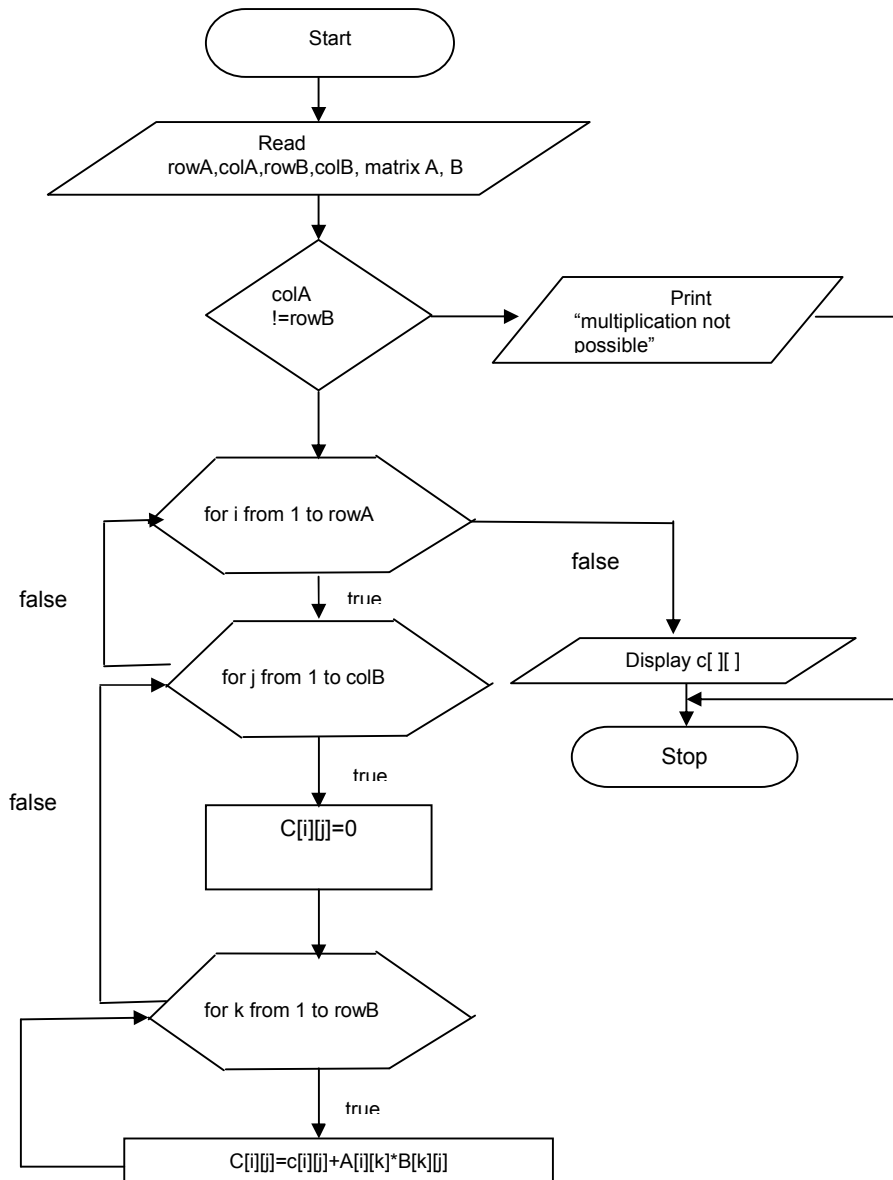 Start
Read
rowA,colA,rowB,colB, matrix A, B
colA
!=rowB
Print
“multiplication not
possible”
for i from 1 to rowA
false
false
true
for j from 1 to colB
Display c[ ][ ]
Stop
true
false
C[i][j]=0
for k from 1 to rowB
true
C[i][j]=c[i][j]+A[i][k]*B[k][j]